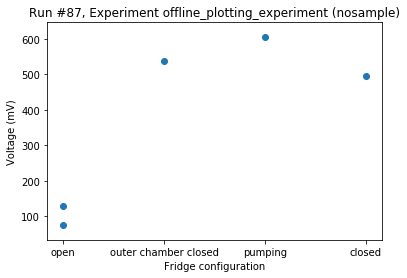 Run #87, Experiment offline_plotting_experiment (nosample)
600
500
400
300
200
100
Voltage (mV)
open outer chamber closed pumping closed
Fridge configuration